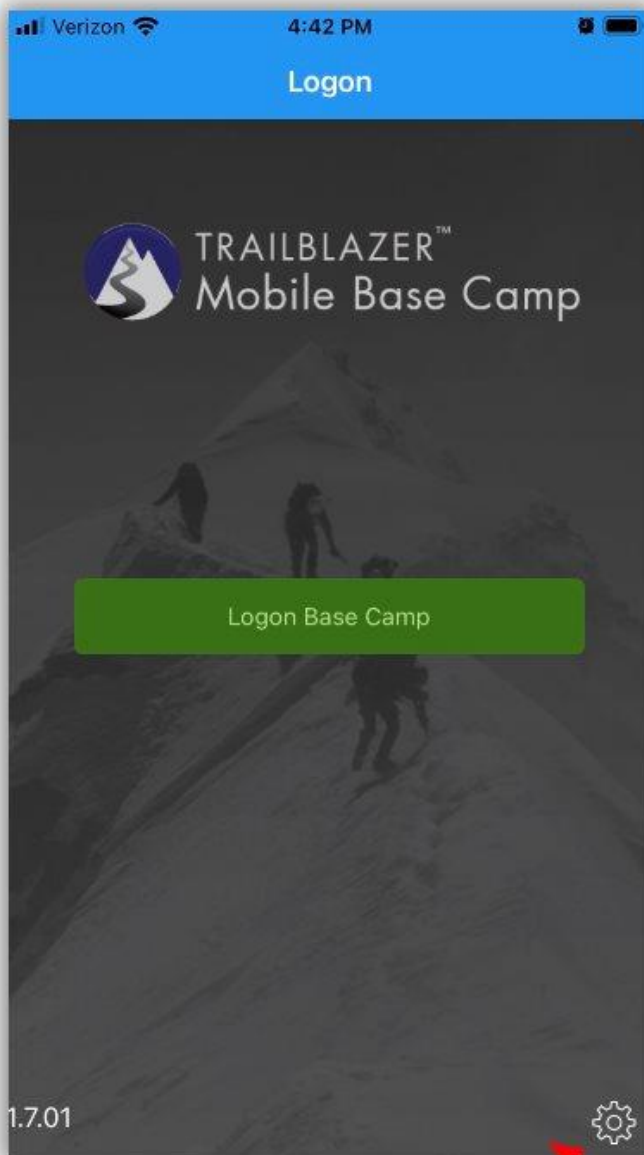 Verizon 4:42 PM
Logon
TRAILBLAZER™
Mobile Base Camp
Logon Base Camp
1.7.01